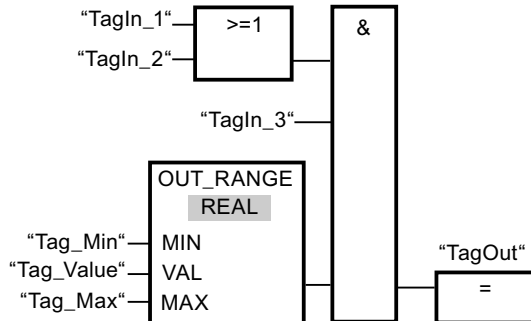 “TagIn_1“
>=1
&
“TagIn_2“
“TagIn_3“
OUT_RANGE
REAL
“Tag_Min“ MIN
“TagOut“
“Tag_Value“ VAL
=
“Tag_Max“ MAX